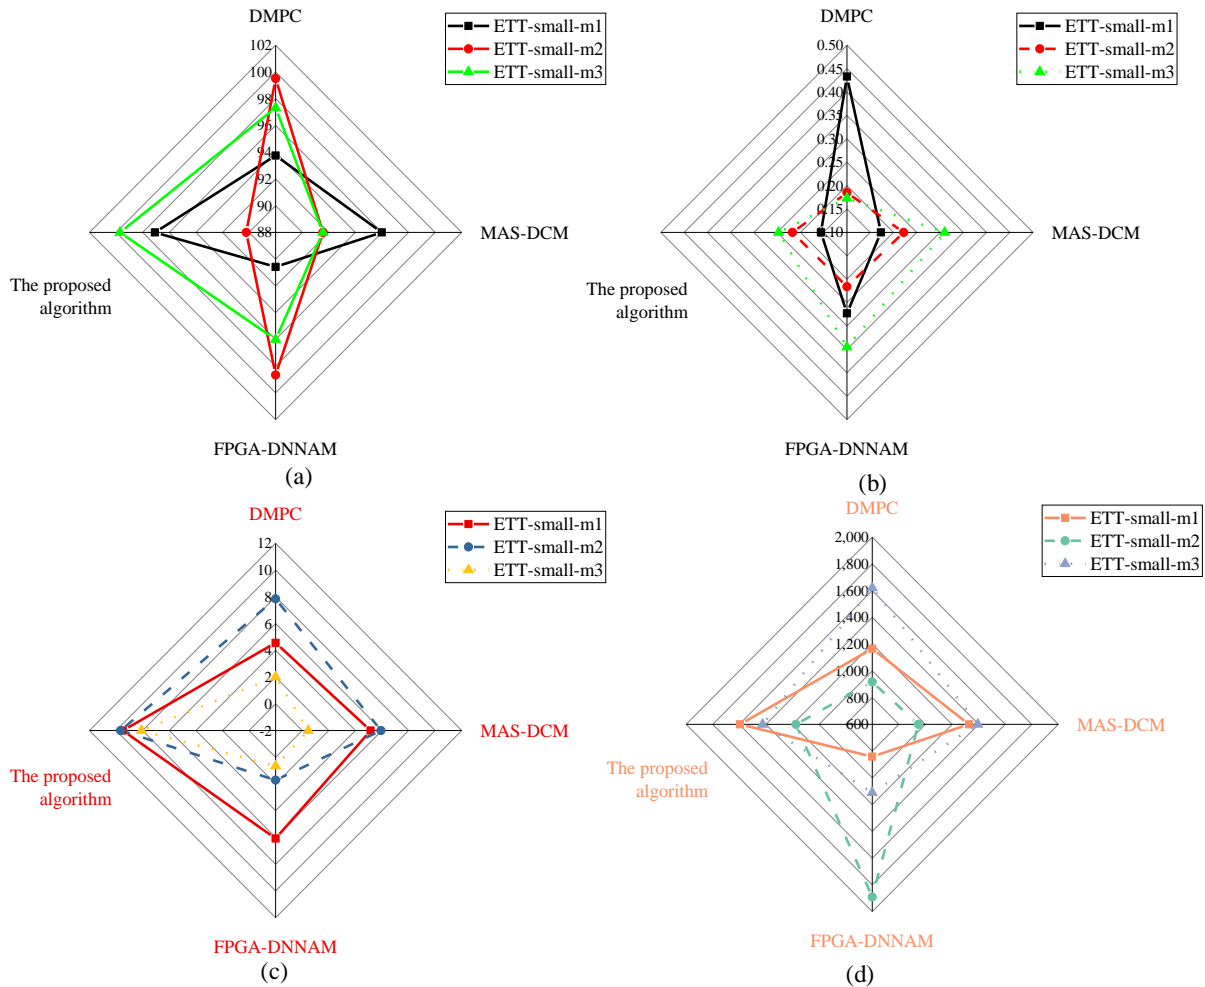 DMPC
102
100
98
96
94
92
90
88
ETT-small-m1
ETT-small-m2
ETT-small-m3
MAS-DCM
The proposed
algorithm
FPGA-DNNAM
(a)
DMPC
0.50
0.45
0.40
0.35
0.30
0.25
0.20
0.15
0.10
ETT-small-m1
ETT-small-m2
ETT-small-m3
MAS-DCM
The proposed
algorithm
FPGA-DNNAM
(b)
DMPC
12
10
8
6
4
2
0
-2
ETT-small-m1
ETT-small-m2
ETT-small-m3
MAS-DCM
The proposed
algorithm
FPGA-DNNAM
(c)
DMPC
2,000
1,800
1,600
1,400
1,200
1,000
800
600
ETT-small-m1
ETT-small-m2
ETT-small-m3
MAS-DCM
The proposed
algorithm
FPGA-DNNAM
(d)